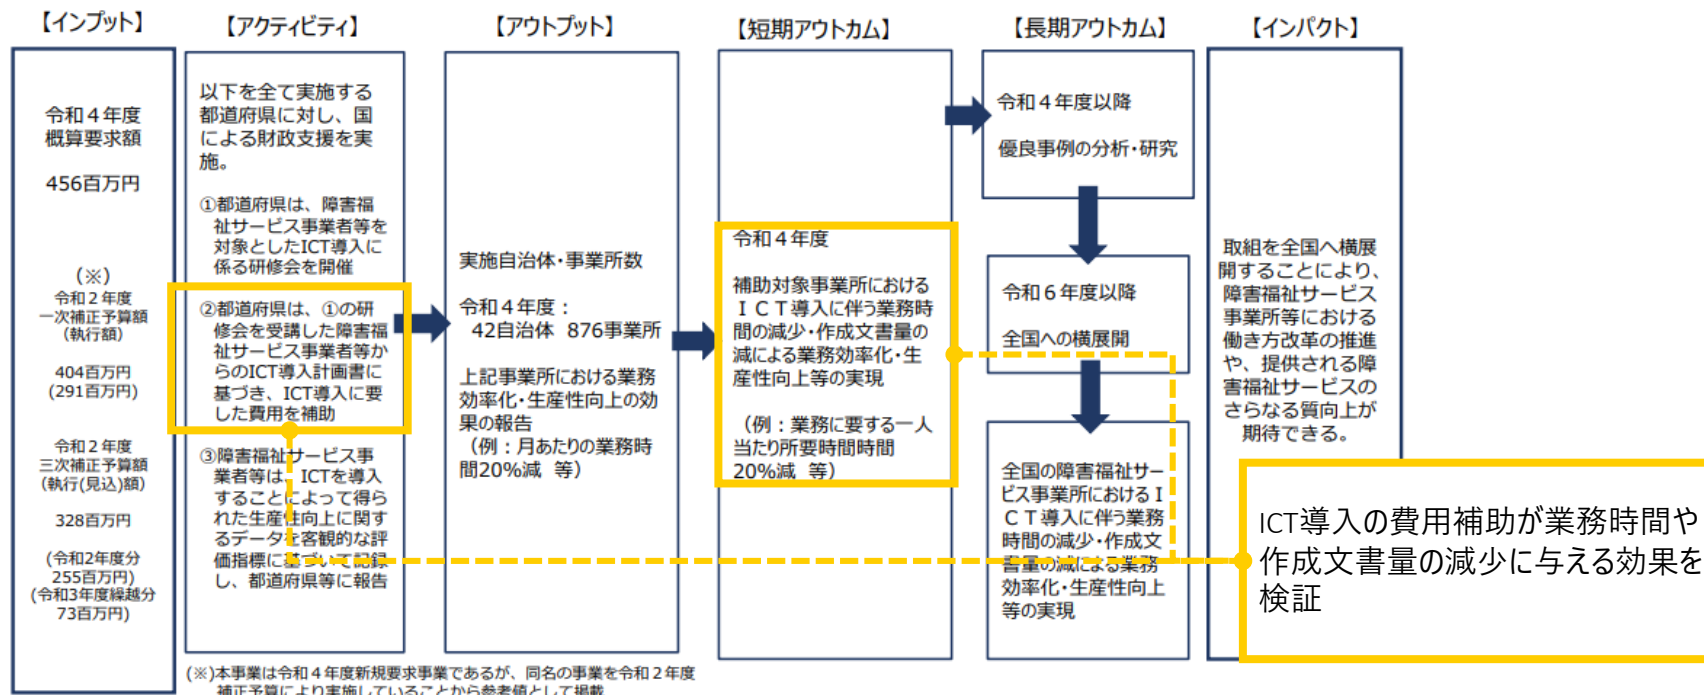 【インプット】
令和４年度
概算要求額
456百万円
（※）
令和２年度
一次補正予算額
（執行額）
404百万円
(291百万円)
令和２年度
三次補正予算額
(執行(見込)額)
328百万円
(令和2年度分
255百万円)
(令和3年度繰越分
73百万円)
【アクティビティ】
以下を全て実施する
都道府県に対し、国
による財政支援を実
施。
①都道府県は、障害福
祉サービス事業者等を
対象としたICT導入に
係る研修会を開催
②都道府県は、①の研
修会を受講した障害福
祉サービス事業者等か
らのICT導入計画書に
基づき、ICT導入に要
した費用を補助
③障害福祉サービス事
業者等は、ICTを導入
することによって得ら
れた生産性向上に関す
るデータを客観的な評
価指標に基づいて記録
し、都道府県等に報告
【アウトプット】
実施自治体・事業所数
令和４年度：
42自治体 876事業所
上記事業所における業務
効率化・生産性向上の効
果の報告
（例：月あたりの業務時
間20％減 等）
【短期アウトカム】
令和４年度
補助対象事業所における
ＩＣＴ導入に伴う業務時
間の減少・作成文書量の
減による業務効率化・生
産性向上等の実現
（例：業務に要する一人
当たり所要時間時間
20％減 等）
【長期アウトカム】
令和４年度以降
優良事例の分析・研究
令和６年度以降
全国への横展開
全国の障害福祉サー
ビス事業所におけるＩ
ＣＴ導入に伴う業務
時間の減少・作成文
書量の減による業務
効率化・生産性向上
等の実現
【インパクト】
取組を全国へ横展
開することにより、
障害福祉サービス
事業所等における
働き方改革の推進
や、提供される障
害福祉サービスの
さらなる質向上が
期待できる。
ICT導入の費用補助が業務時間や
作成文書量の減少に与える効果を
検証
(※)本事業は令和４年度新規要求事業であるが、同名の事業を令和２年度
補正予算により実施していることから参考値として掲載